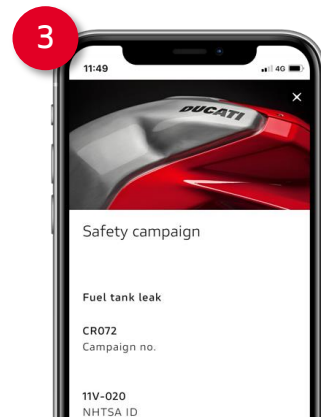 3
11:49
4G
DUCATI
Safety campaign
Fuel tank leak
CR072
Campaign no.
11V-020
NHTSA ID